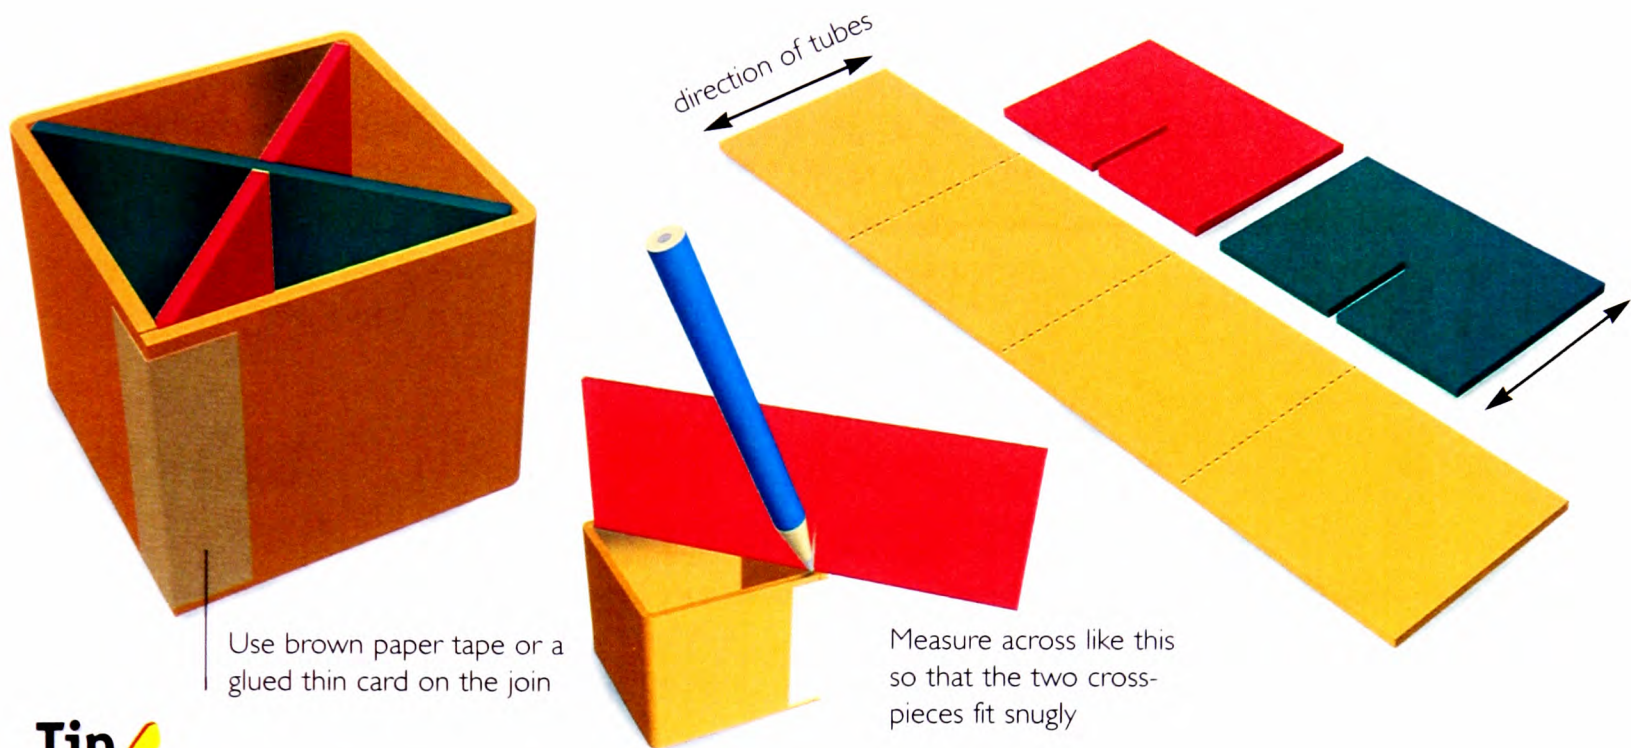 direction of tubes
Use brown paper tape or a
glued thin card on the join
Measure across like this
so that the two cross-
pieces fit snugly
Tip